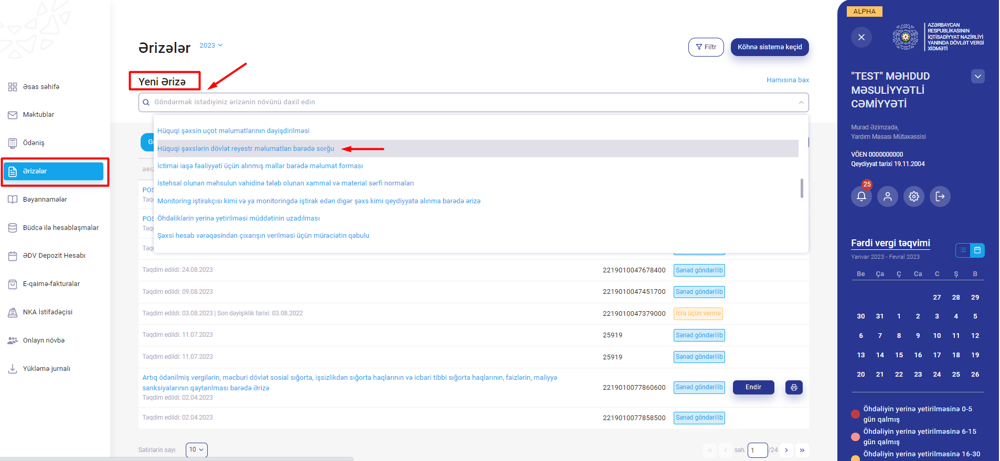 Əsas səhifə
Məktublar
Ödəniş
Ərizələr
Bəyannamələr
Büdcə ilə hesablaşmalar
ƏDV Depozit Hesabı
E-qaimə-fakturalar
NKA İstifadəçisi
Onlayn növbə
Yükləmə jurnalı
Ərizələr
2023
Filtr
Köhnə sistemə keçid
Yeni Ərizə
Hamısına bax
Göndərmək istədiyiniz ərizənin növünü daxil edin
Hüquqi şəxsin uçot məlumatlarının dəyişdirilməsi
Hüquqi şəxslərin dövlət reyestr məlumatları barədə sorğu
İctimai iaşə fəaliyyəti üçün alınmış mallar barədə məlumat forması
İstehsal olunan məhsulun vahidinə tələb olunan xammal və material sərfi normaları
Monitoring iştirakçısı kimi və ya monitoringdə iştirak edən digər şəxs kimi qeydiyyata alınma barədə ərizə
Öhdəliklərin yerinə yetirilməsi müddətinin uzadılması
Şəxsi hesab vərəqəsindən çıxarışın verilməsi üçün müraciətin qəbulu
Təqdim edildi: 24.08.2023 2219010047678400 Sənəd göndərilib
Təqdim edildi: 09.08.2023 2219010047451700 Sənəd göndərilib
Təqdim edildi: 03.08.2023 | Son dəyişiklik tarixi: 03.08.2022 2219010047379000 İcra üçün vermə
Təqdim edildi: 11.07.2023 25919 Sənəd göndərilib
Təqdim edildi: 11.07.2023 25919 Sənəd göndərilib
Artıq ödənilmiş vergilərin, məcburi dövlət sosial sığorta, işsizlikdən sığorta haqlarının və icbari tibbi sığorta haqlarının, faizlərin, maliyyə
sanksiyalarının qaytarılması barədə Ərizə
Təqdim edildi: 02.04.2023 2219010077860600 Sənəd göndərilib Endir
Təqdim edildi: 02.04.2023 2219010077858500 Sənəd göndərilib
Sətirlərin sayı 10 « ‹ səh. 1 /24 › »
ALPHA
AZƏRBAYCAN
RESPUBLİKASININ
İQTİSADİYYAT NAZİRLİYİ
YANINDA DÖVLƏT VERGİ
XİDMƏTİ
"TEST" MƏHDUD
MƏSULİYYƏTLİ
CƏMİYYƏTİ
Murad Əzimzadə,
Yardım Masası Mütəxəssisi
VÖEN 0000000000
Qeydiyyat tarixi 19.11.2004
25
Fərdi vergi təqvimi
Yanvar 2023 - Fevral 2023
Be Ça Ç Ca C Ş B
27 28 29
30 31 1 2 3 4 5
6 7 8 9 10 11 12
13 14 15 16 17 18 19
20 21 22 23 24 25 26
Öhdəliyin yerinə yetirilməsinə 0-5
gün qalmış
Öhdəliyin yerinə yetirilməsinə 6-15
gün qalmış
Öhdəliyin yerinə yetirilməsinə 16-30